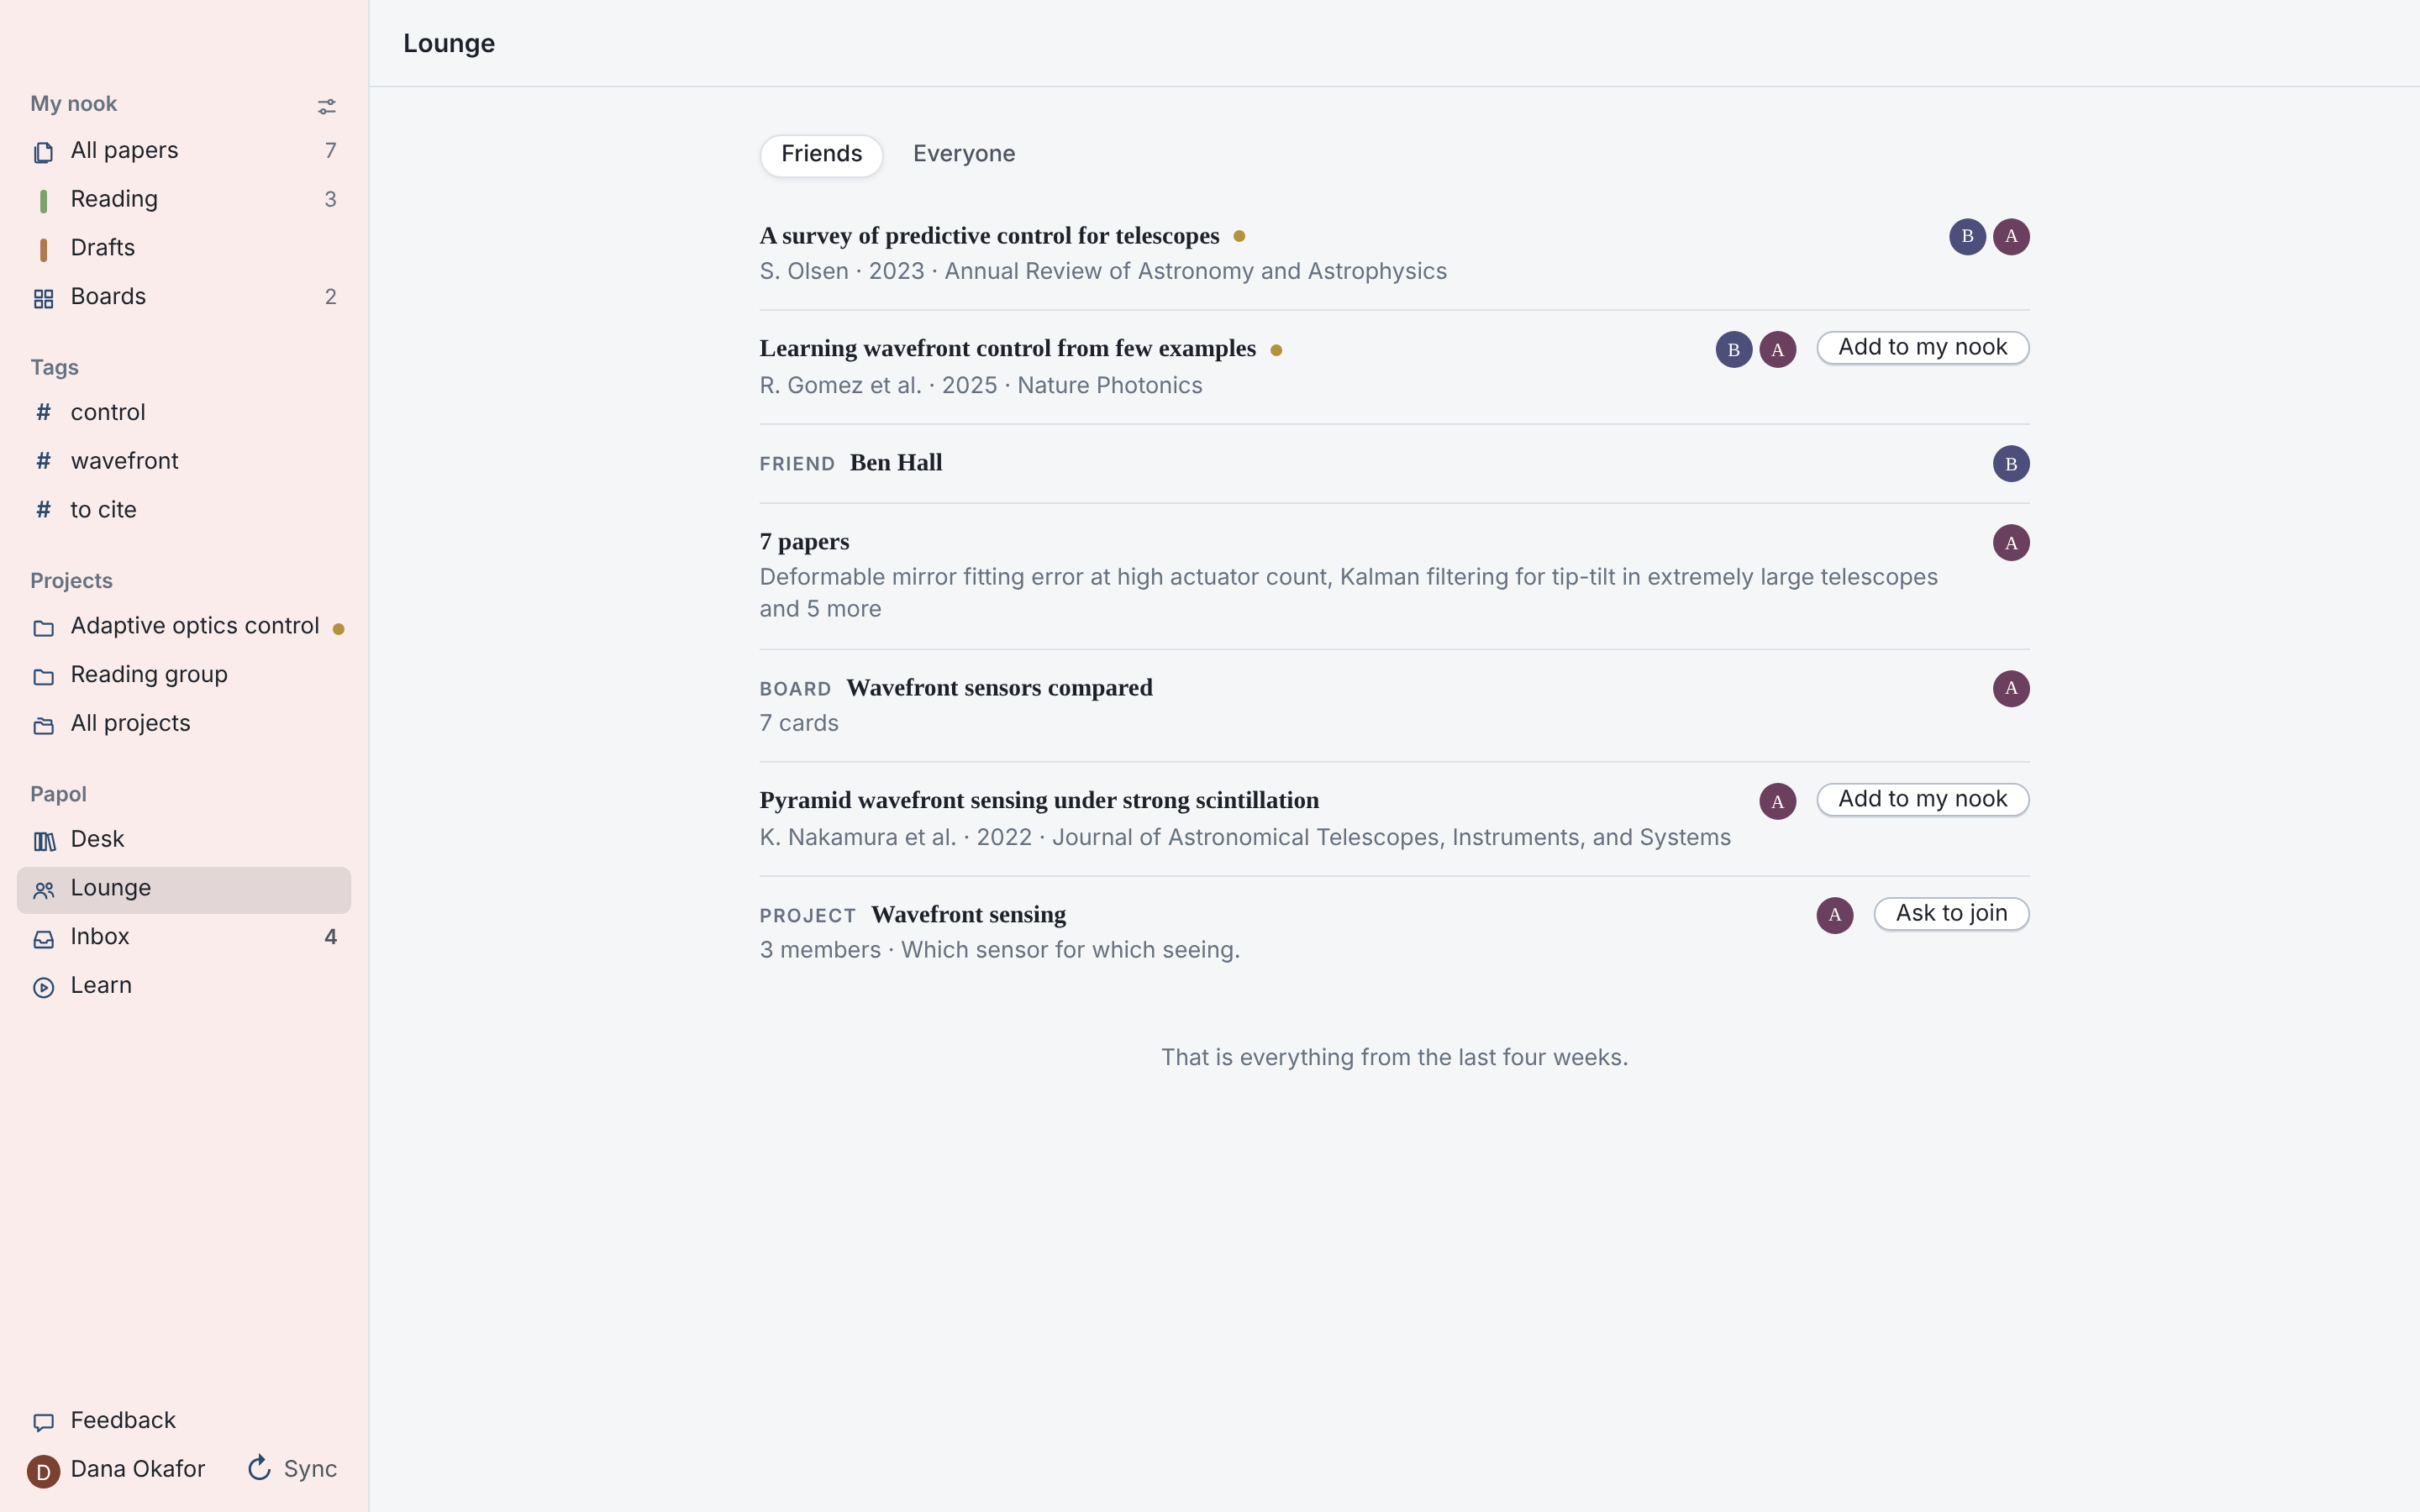 Lounge
My nook
All papers 7
Reading 3
Drafts
Boards 2
Tags
# control
# wavefront
# to cite
Projects
Adaptive optics control
Reading group
All projects
Papol
Desk
Lounge
Inbox 4
Learn
Feedback
D Dana Okafor Sync
Friends Everyone
A survey of predictive control for telescopes B A
S. Olsen · 2023 · Annual Review of Astronomy and Astrophysics
Learning wavefront control from few examples B A Add to my nook
R. Gomez et al. · 2025 · Nature Photonics
FRIEND Ben Hall B
7 papers A
Deformable mirror fitting error at high actuator count, Kalman filtering for tip-tilt in extremely large telescopes
and 5 more
BOARD Wavefront sensors compared A
7 cards
Pyramid wavefront sensing under strong scintillation A Add to my nook
K. Nakamura et al. · 2022 · Journal of Astronomical Telescopes, Instruments, and Systems
PROJECT Wavefront sensing A Ask to join
3 members · Which sensor for which seeing.
That is everything from the last four weeks.